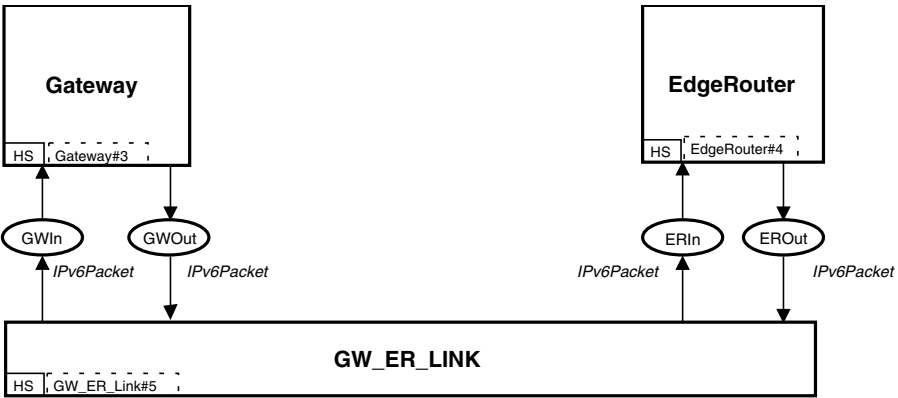 Gateway
EdgeRouter
HS
Gateway#3
HS
EdgeRouter#4
GWIn
GWOut
ERIn
EROut
IPv6Packet
IPv6Packet
IPv6Packet
IPv6Packet
GW_ER_LINK
HS
GW_ER_Link#5